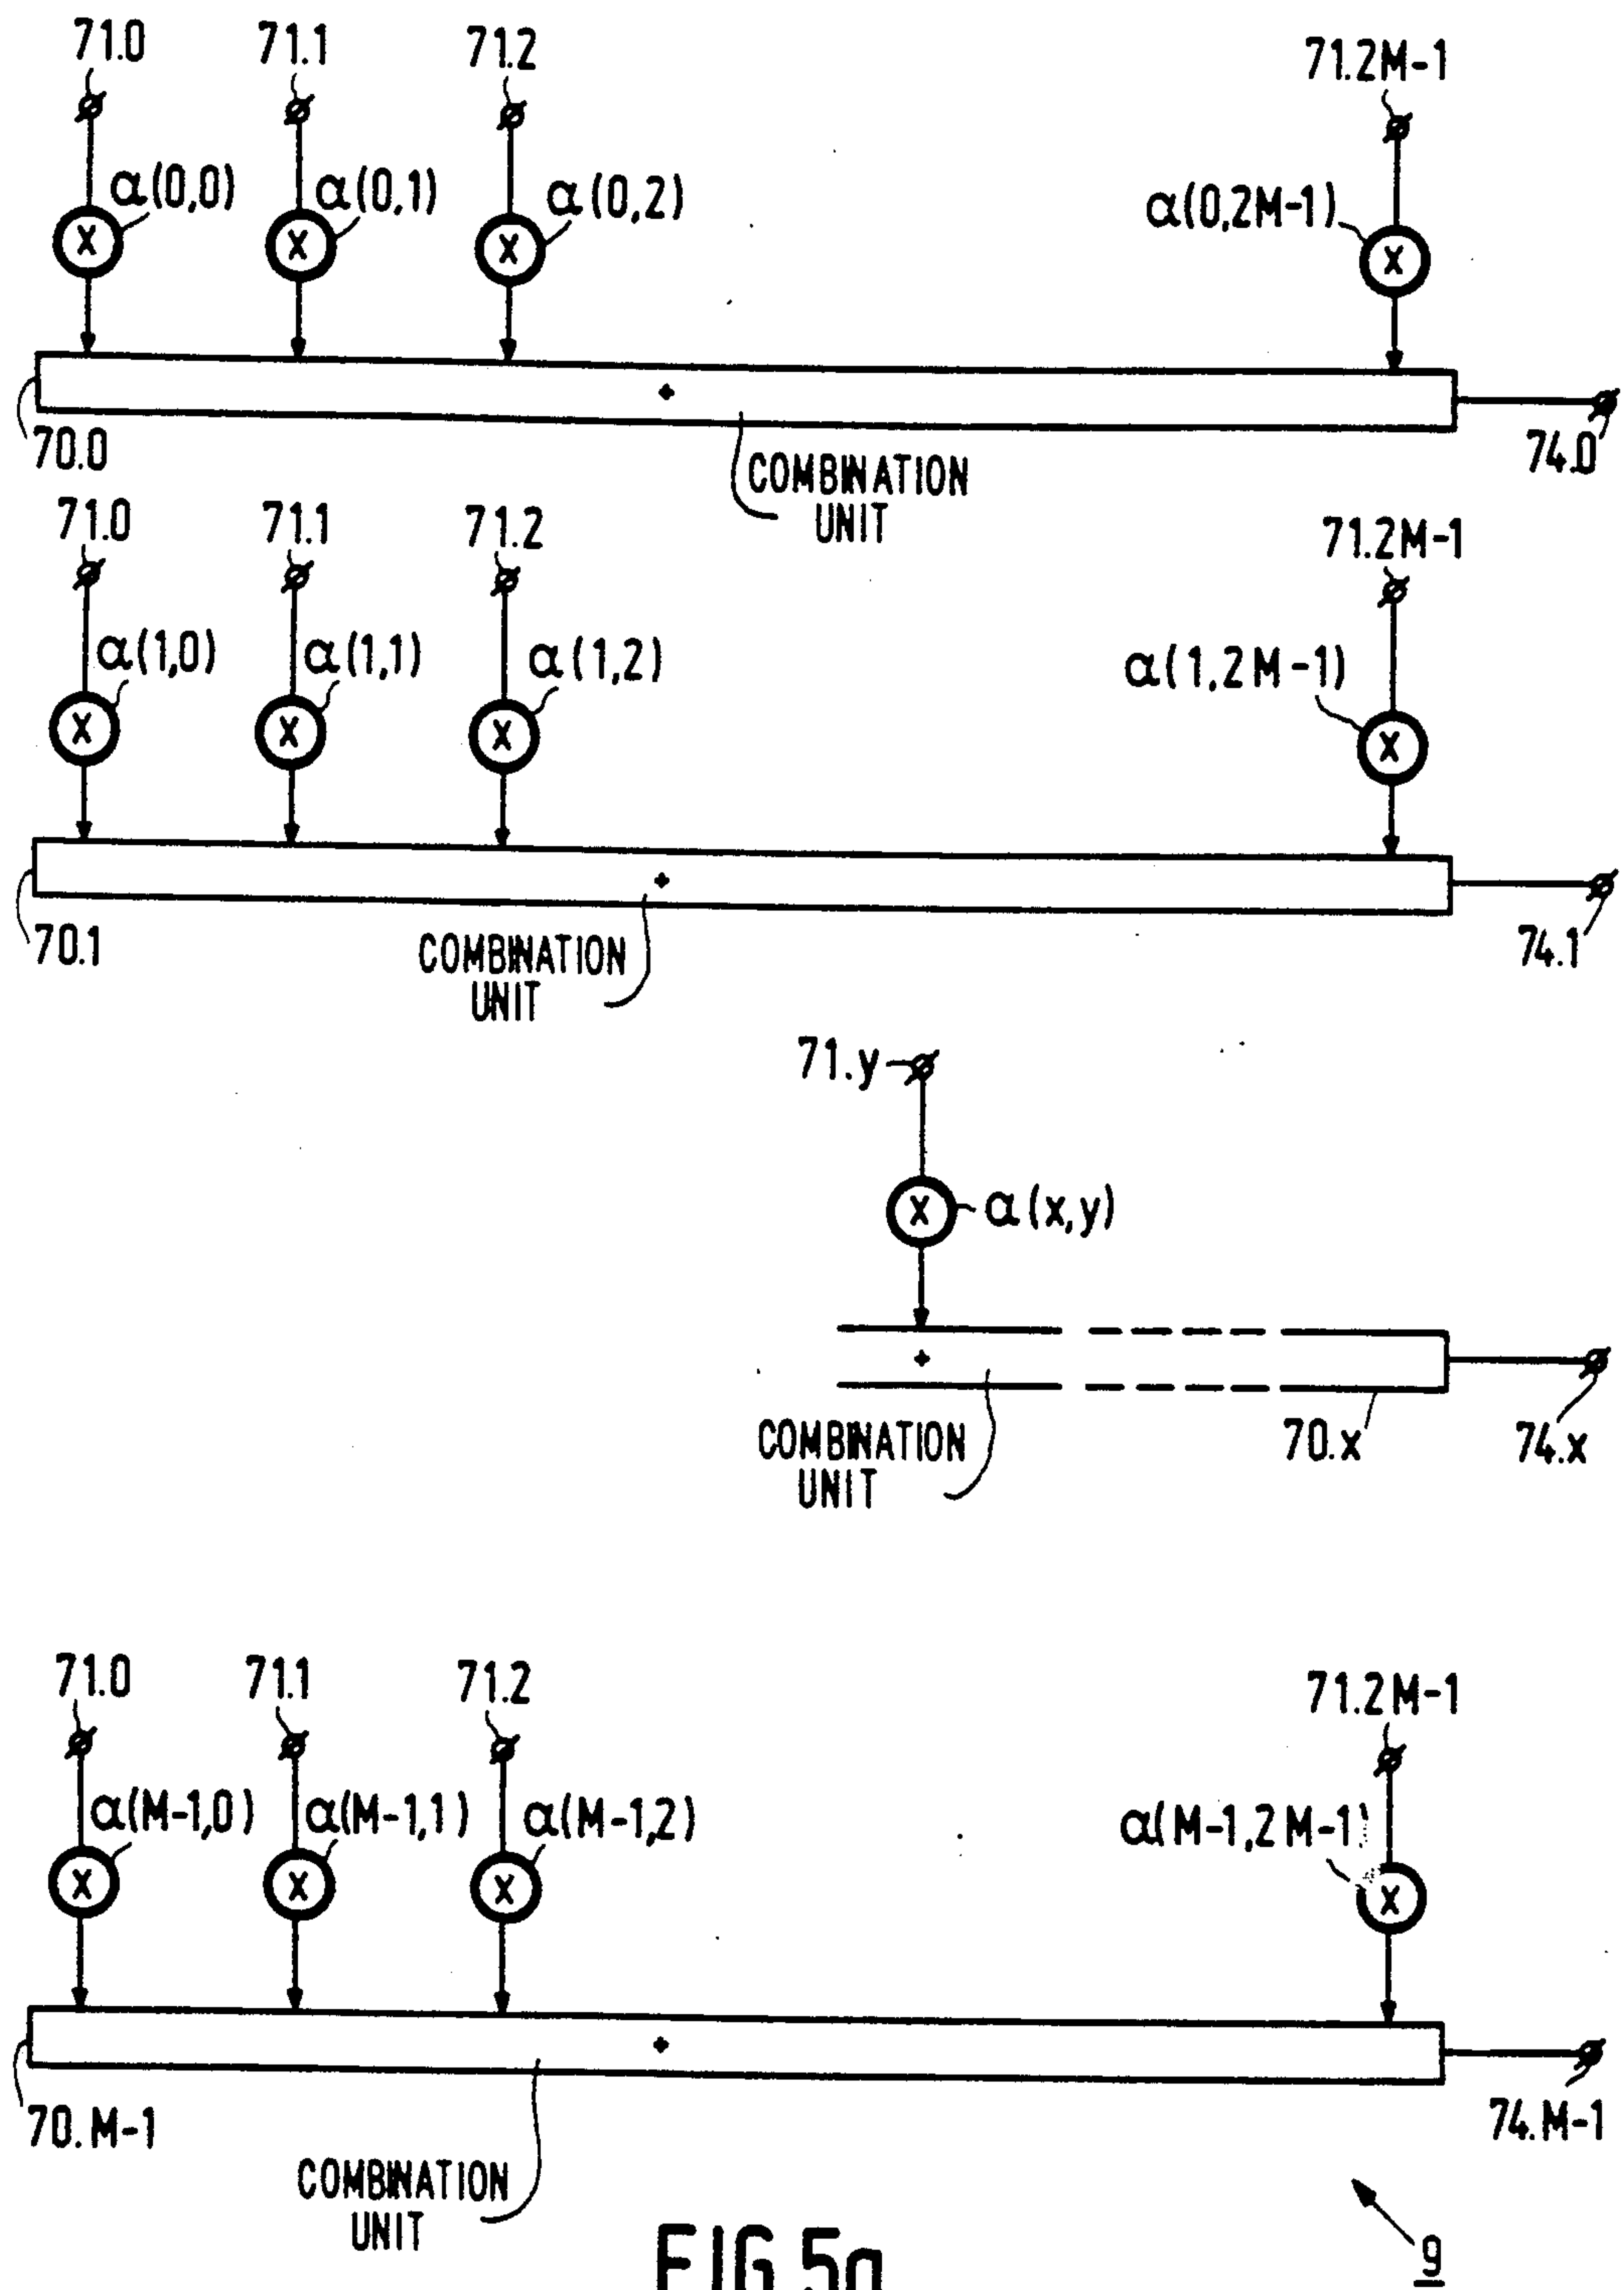 71.0 71.1 71.2 71.2M-1
α(0,0) α(0,1) α(0,2) α(0,2M-1)
X X X X
+
70.0 74.0
COMBINATION
UNIT
71.0 71.1 71.2 71.2M-1
α(1,0) α(1,1) α(1,2) α(1,2M-1)
X X X X
+
70.1 74.1
COMBINATION
UNIT
71.y
X α(x,y)
+
COMBINATION
UNIT
70.x 74.x
71.0 71.1 71.2 71.2M-1
α(M-1,0) α(M-1,1) α(M-1,2) α(M-1,2M-1)
X X X X
+
70.M-1 74.M-1
COMBINATION
UNIT
9
FIG.5a